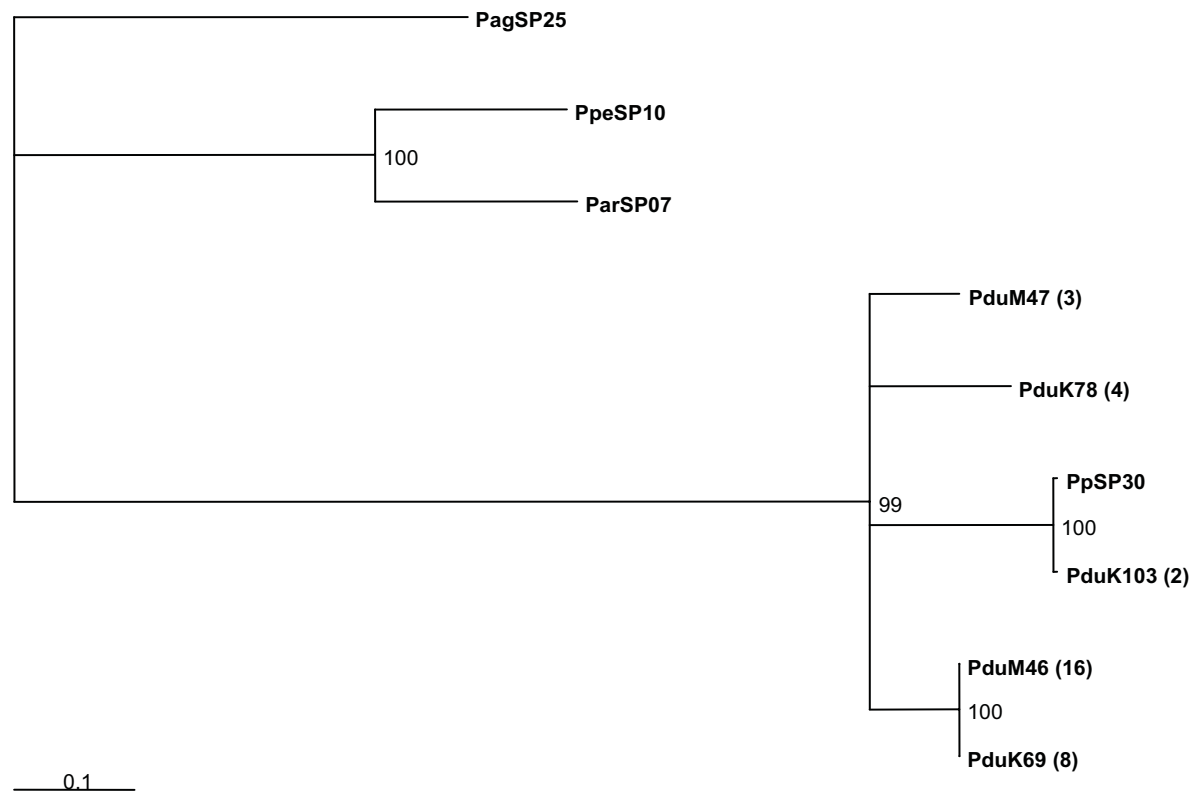 PagSP25
PpeSP10
100
ParSP07
PduM47 (3)
PduK78 (4)
PpSP30
99
100
PduK103 (2)
PduM46 (16)
100
PduK69 (8)
0.1